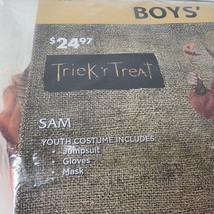 BOYS'
$24.97
Trick 'r Treat
SAM
YOUTH COSTUME INCLUDES:
• Jumpsuit
• Gloves
• Mask